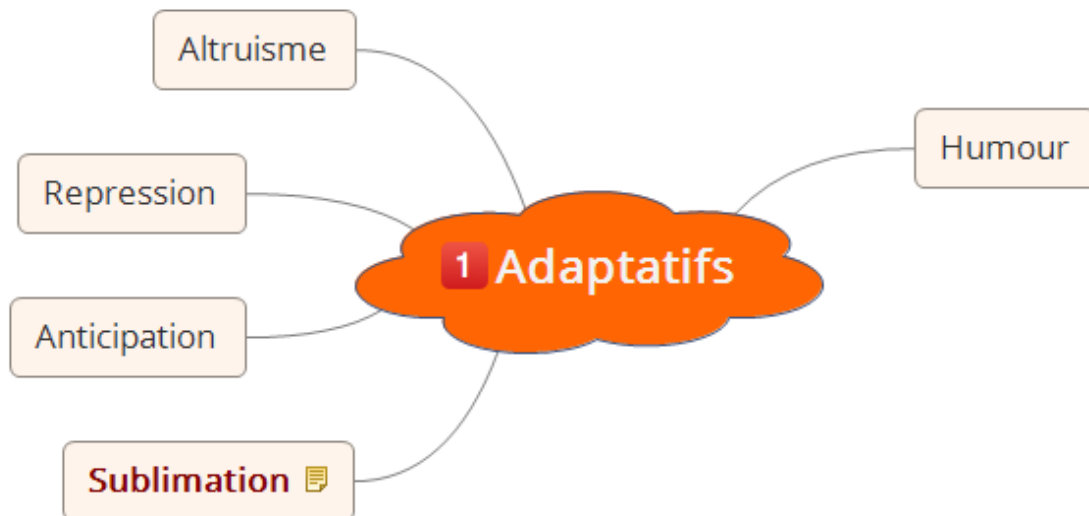 Altruisme
Humour
Repression
1 Adaptatifs
Anticipation
Sublimation